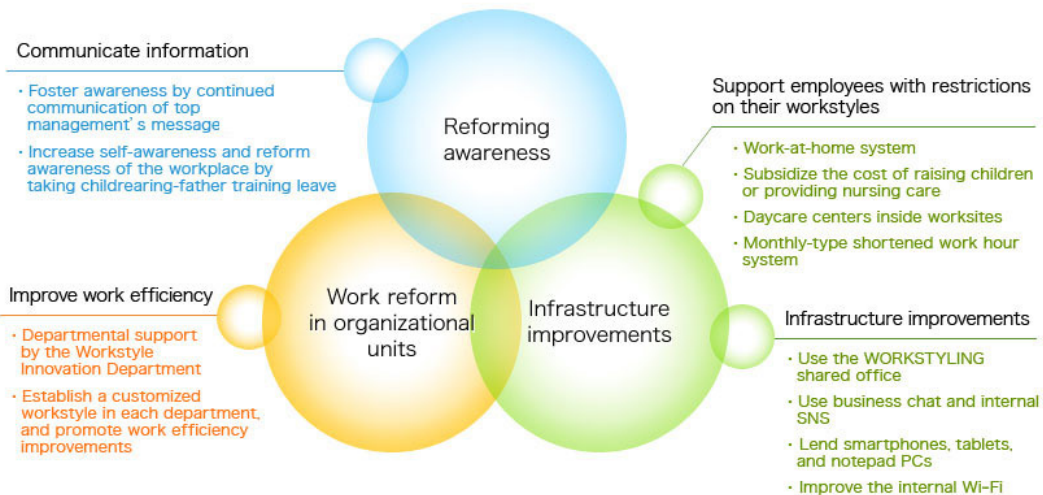 Communicate information
・Foster awareness by continued
communication of top
management's message
・Increase self-awareness and reform
awareness of the workplace by
taking childrearing-father training leave
Reforming
awareness
Support employees with restrictions
on their workstyles
・Work-at-home system
・Subsidize the cost of raising children
or providing nursing care
・Daycare centers inside worksites
・Monthly-type shortened work hour
system
Improve work efficiency
・Departmental support
by the Workstyle
Innovation Department
・Establish a customized
workstyle in each department,
and promote work efficiency
improvements
Work reform
in organizational
units
Infrastructure
improvements
Infrastructure improvements
・Use the WORKSTYLING
shared office
・Use business chat and internal
SNS
・Lend smartphones, tablets,
and notepad PCs
・Improve the internal Wi-Fi